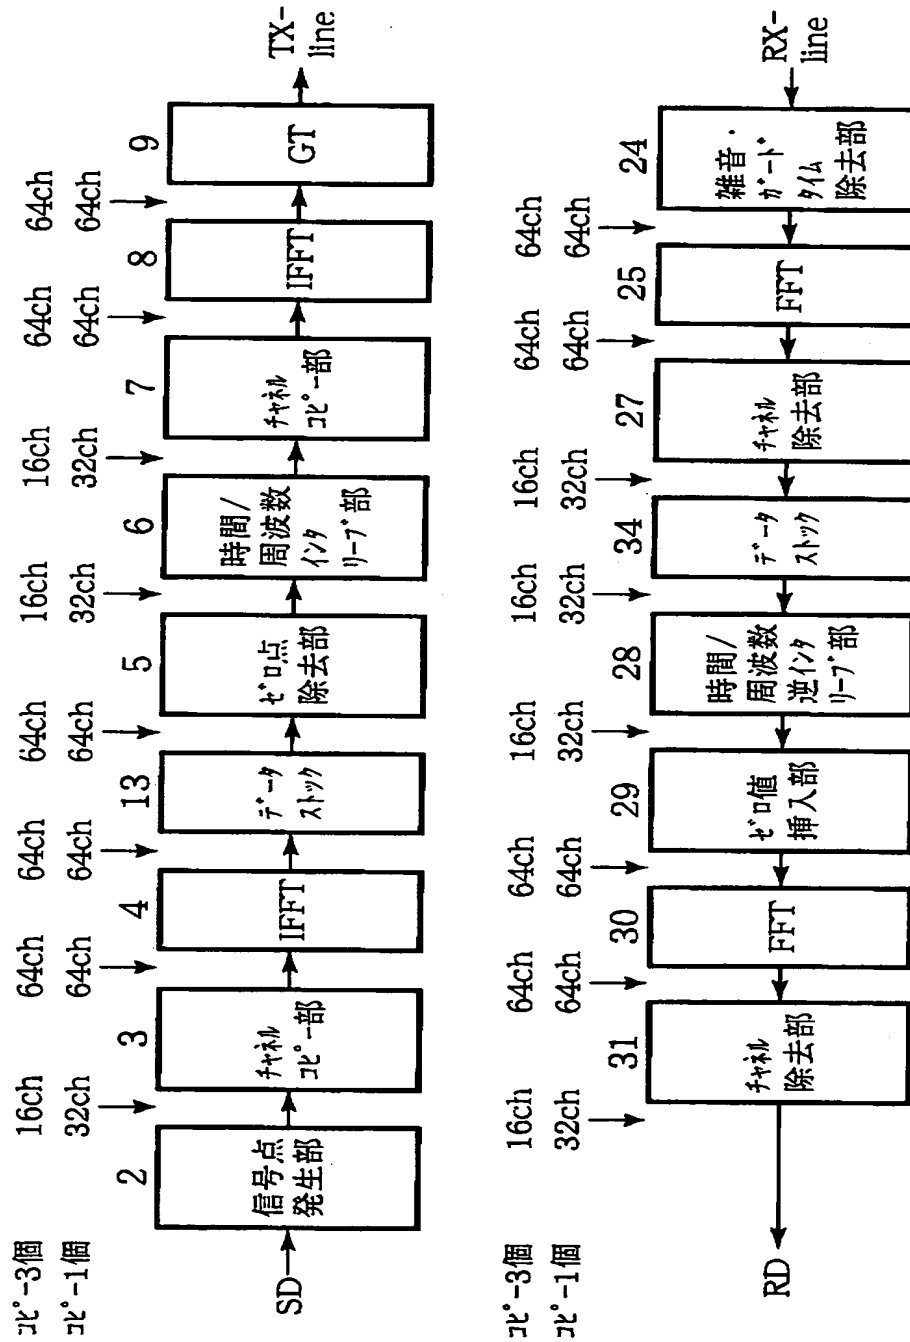 コピー3個 16ch 64ch 64ch 64ch 16ch 16ch 64ch 64ch
コピー1個 32ch 64ch 64ch 64ch 32ch 32ch 64ch 64ch
2 3 4 13 5 6 7 8 9
SD
信号点
発生部
チャネル
コピー部
IFFT
データ
ストック
ゼロ点
除去部
時間/
周波数
インタ
リーブ部
チャネル
コピー部
IFFT
GT
TX-
line
コピー3個 16ch 64ch 64ch 16ch 16ch 16ch 64ch 64ch
コピー1個 32ch 64ch 64ch 32ch 32ch 32ch 64ch 64ch
31 30 29 28 34 27 25 24
RD
チャネル
除去部
FFT
ゼロ値
挿入部
時間/
周波数
逆インタ
リーブ部
データ
ストック
チャネル
除去部
FFT
雑音・
ガード
タイム
除去部
RX-
line